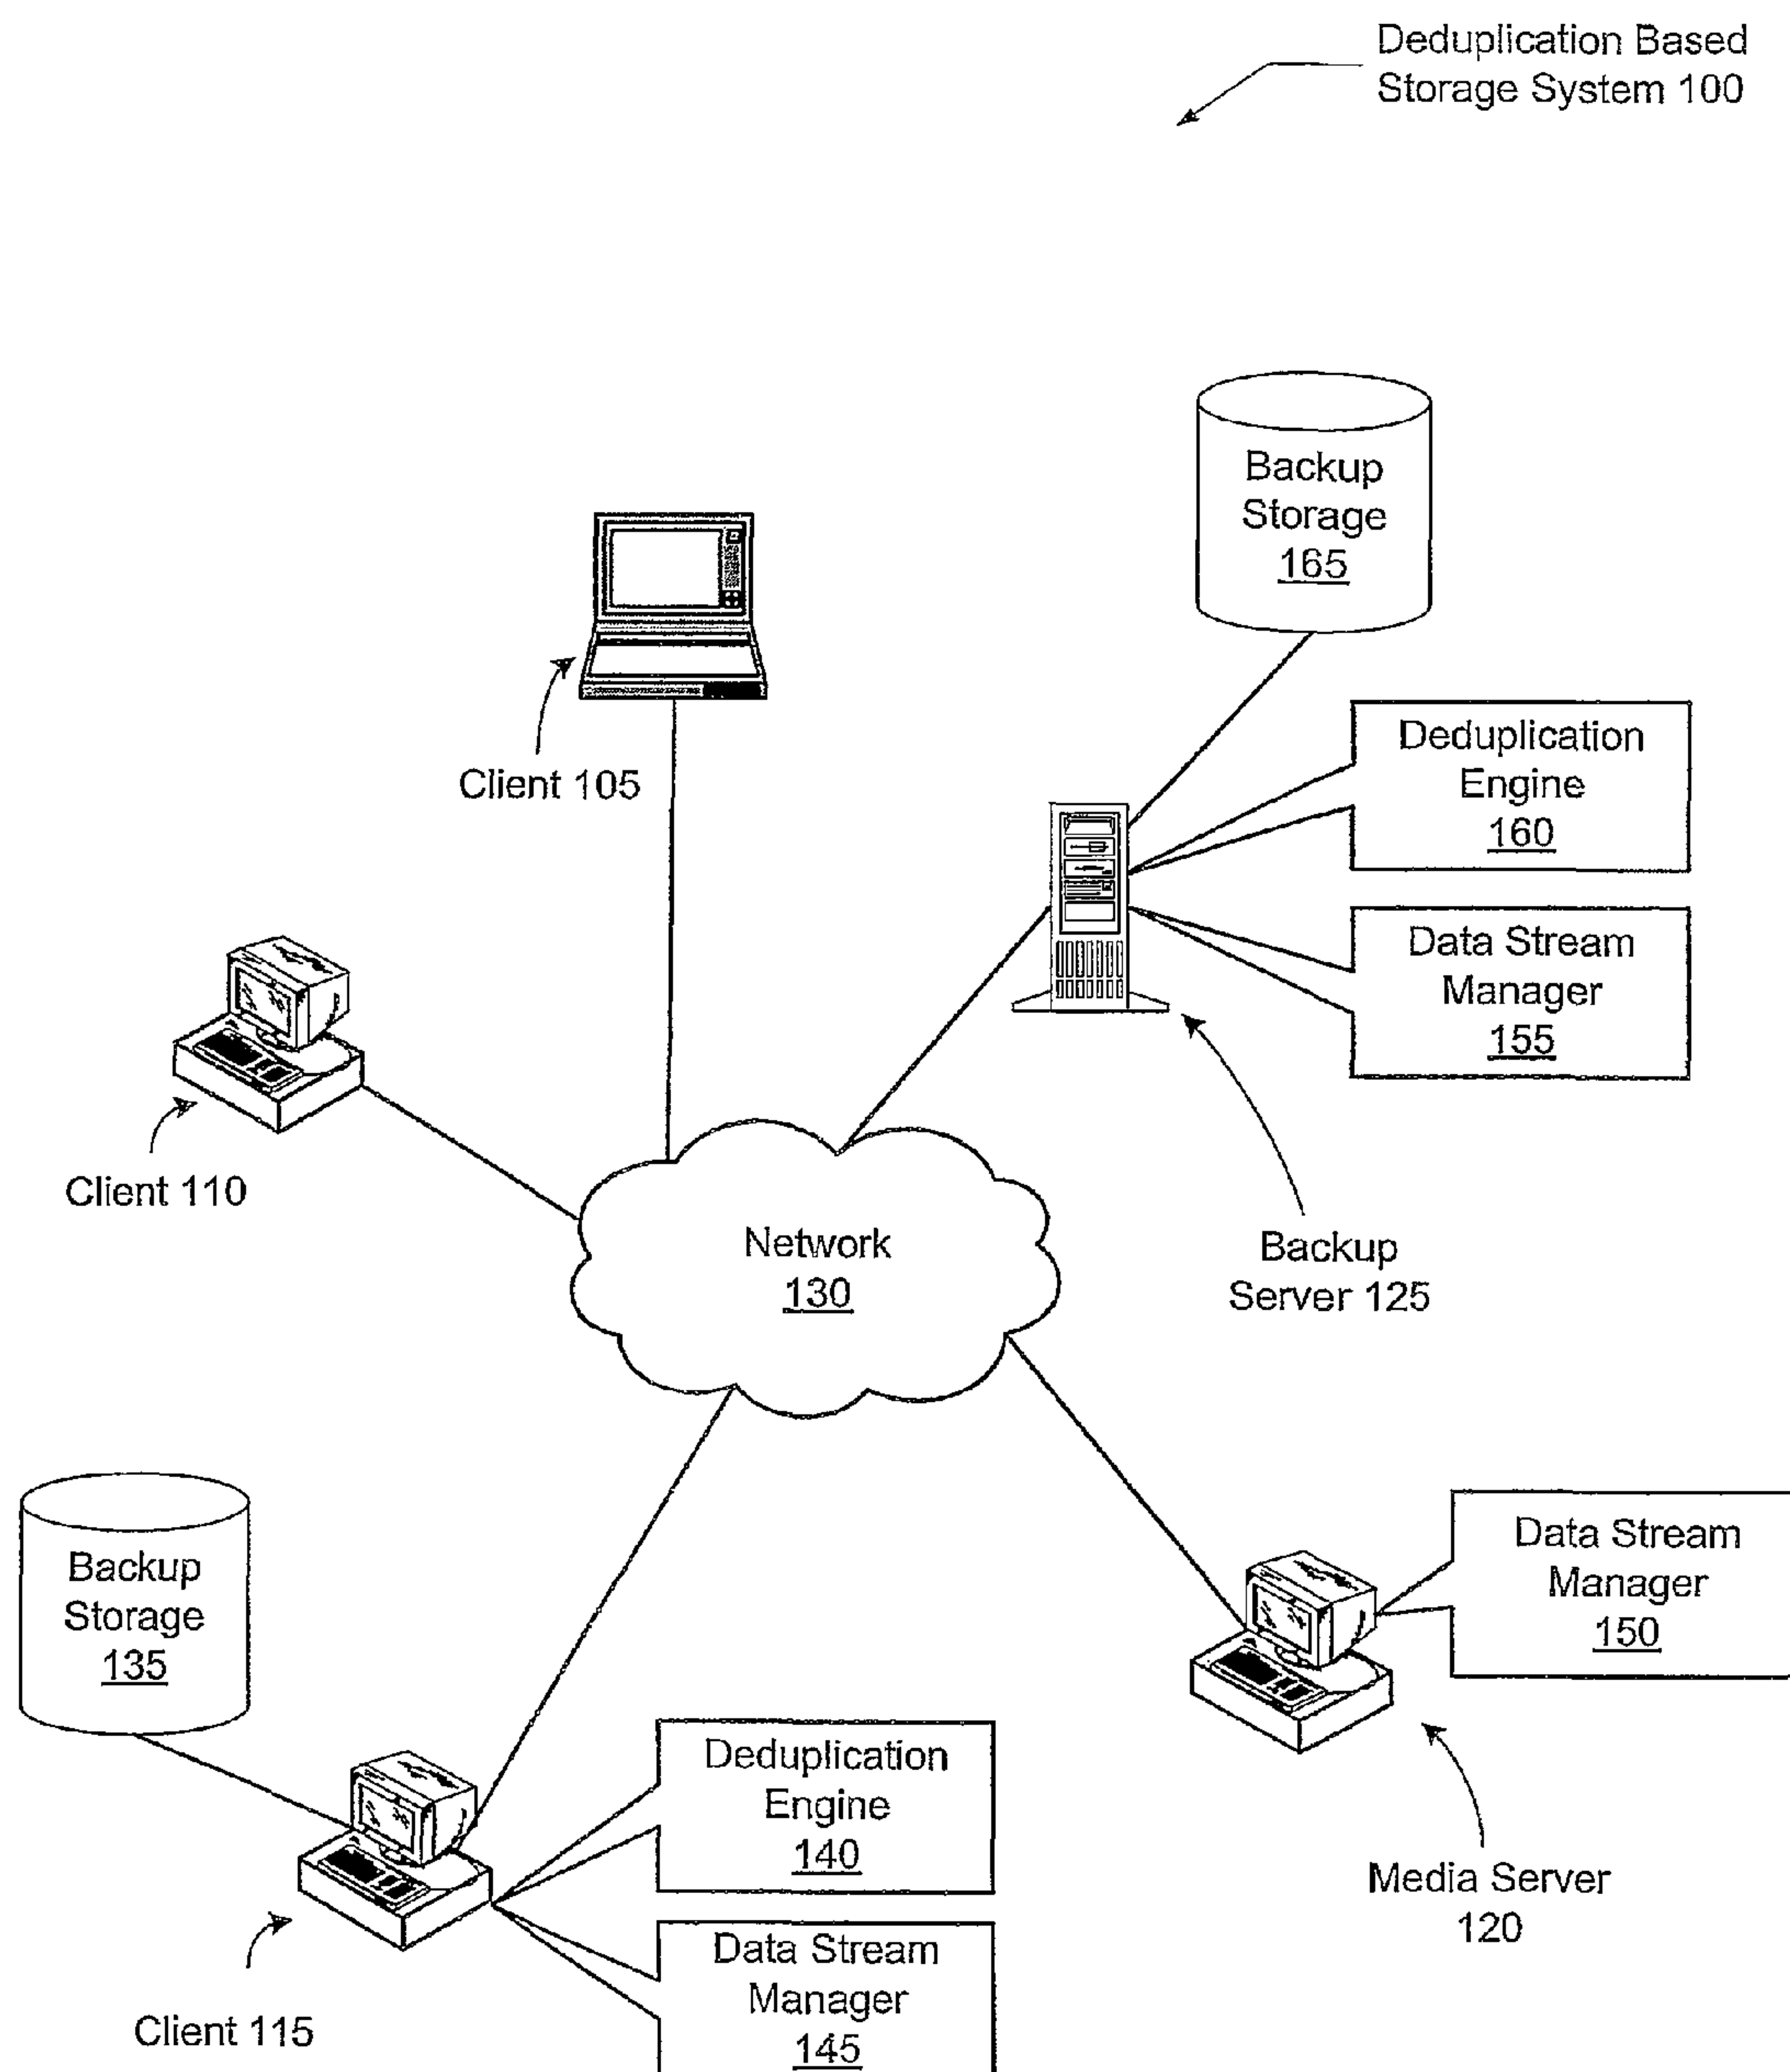 Deduplication Based
Storage System 100
Backup
Storage
165
Deduplication
Engine
160
Client 105
Data Stream
Manager
155
Client 110
Network
130
Backup
Server 125
Backup
Storage
135
Data Stream
Manager
150
Deduplication
Engine
140
Media Server
120
Data Stream
Manager
145
Client 115